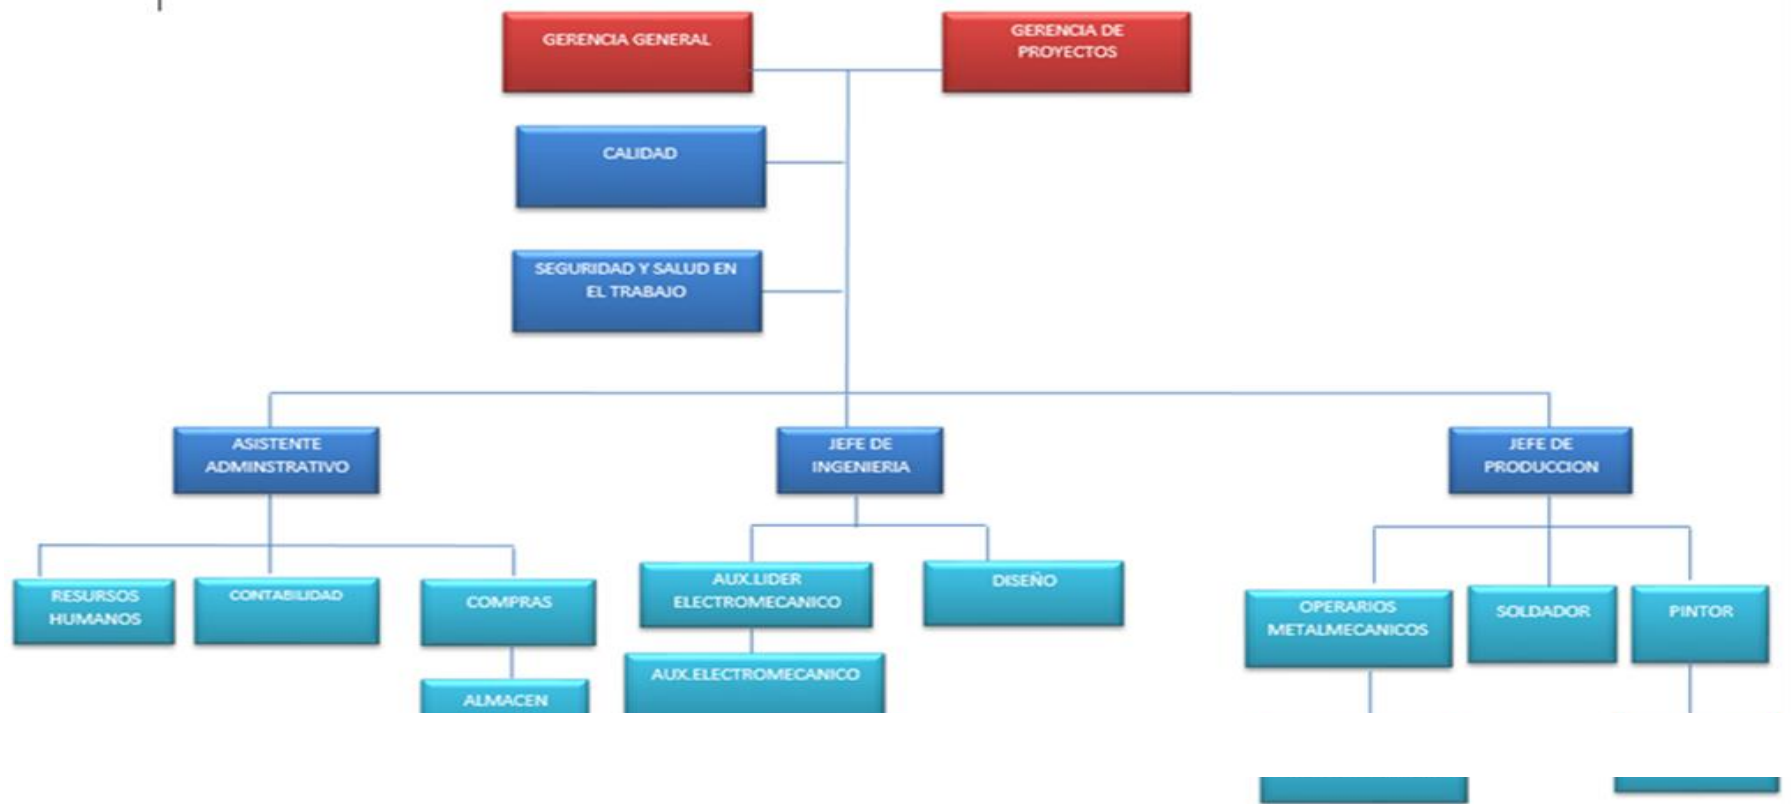 GERENCIA GENERAL
GERENCIA DE
PROYECTOS
CALIDAD
SEGURIDAD Y SALUD EN
EL TRABAJO
ASISTENTE
ADMINSTRATIVO
JEFE DE
INGENIERIA
JEFE DE
PRODUCCION
RESURSOS
HUMANOS
CONTABILIDAD
COMPRAS
ALMACEN
AUX.LIDER
ELECTROMECANICO
AUX.ELECTROMECANICO
DISEÑO
OPERARIOS
METALMECANICOS
SOLDADOR
PINTOR